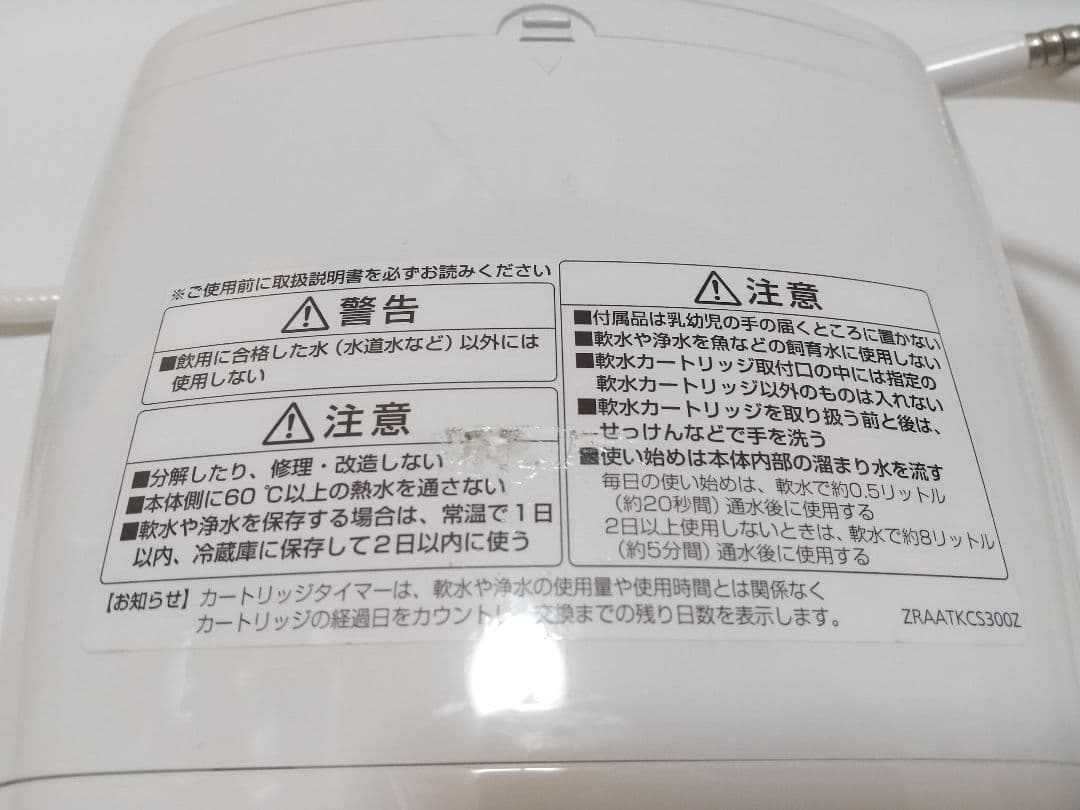 ※ご使用前に取扱説明書を必ずお読みください
警告
■飲用に合格した水（水道水など）以外には
使用しない
注意
■分解したり、修理・改造しない
■本体側に60℃以上の熱水を通さない
■軟水や浄水を保存する場合は、常温で1日
以内、冷蔵庫に保存して2日以内に使う
注意
■付属品は乳幼児の手の届くところに置かない
■軟水や浄水を魚などの飼育水に使用しない
■軟水カートリッジ取付口の中には指定の
軟水カートリッジ以外のものは入れない
■軟水カートリッジを取り扱う前と後は、
せっけんなどで手を洗う
■使い始めは本体内部の溜まり水を流す
毎日の使い始めは、軟水で約0.5リットル
（約20秒間）通水後に使用する
2日以上使用しないときは、軟水で約8リットル
（約5分間）通水後に使用する
【お知らせ】カートリッジタイマーは、軟水や浄水の使用量や使用時間とは関係なく
カートリッジの経過日をカウントし 交換までの残り日数を表示します。
ZRAATKCS300Z